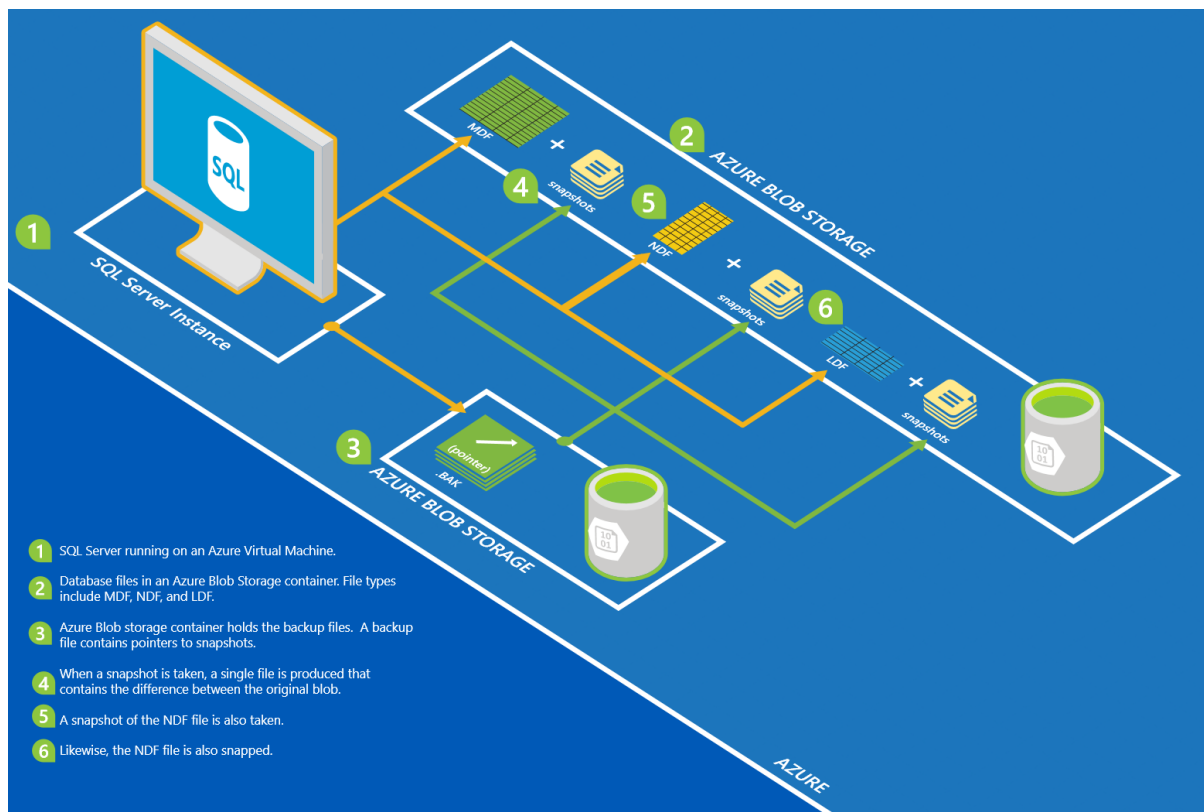 SQL
1
SQL Server Instance
MDF
+
4
snapshots
5
NDF
+
snapshots
6
LDF
+
snapshots
2
AZURE BLOB STORAGE
10
01
3
(pointer)
.BAK
AZURE BLOB STORAGE
10
01
1 SQL Server running on an Azure Virtual Machine.
2 Database files in an Azure Blob Storage container. File types
include MDF, NDF, and LDF.
3 Azure Blob storage container holds the backup files. A backup
file contains pointers to snapshots.
4 When a snapshot is taken, a single file is produced that
contains the difference between the original blob.
5 A snapshot of the NDF file is also taken.
6 Likewise, the NDF file is also snapped.
AZURE